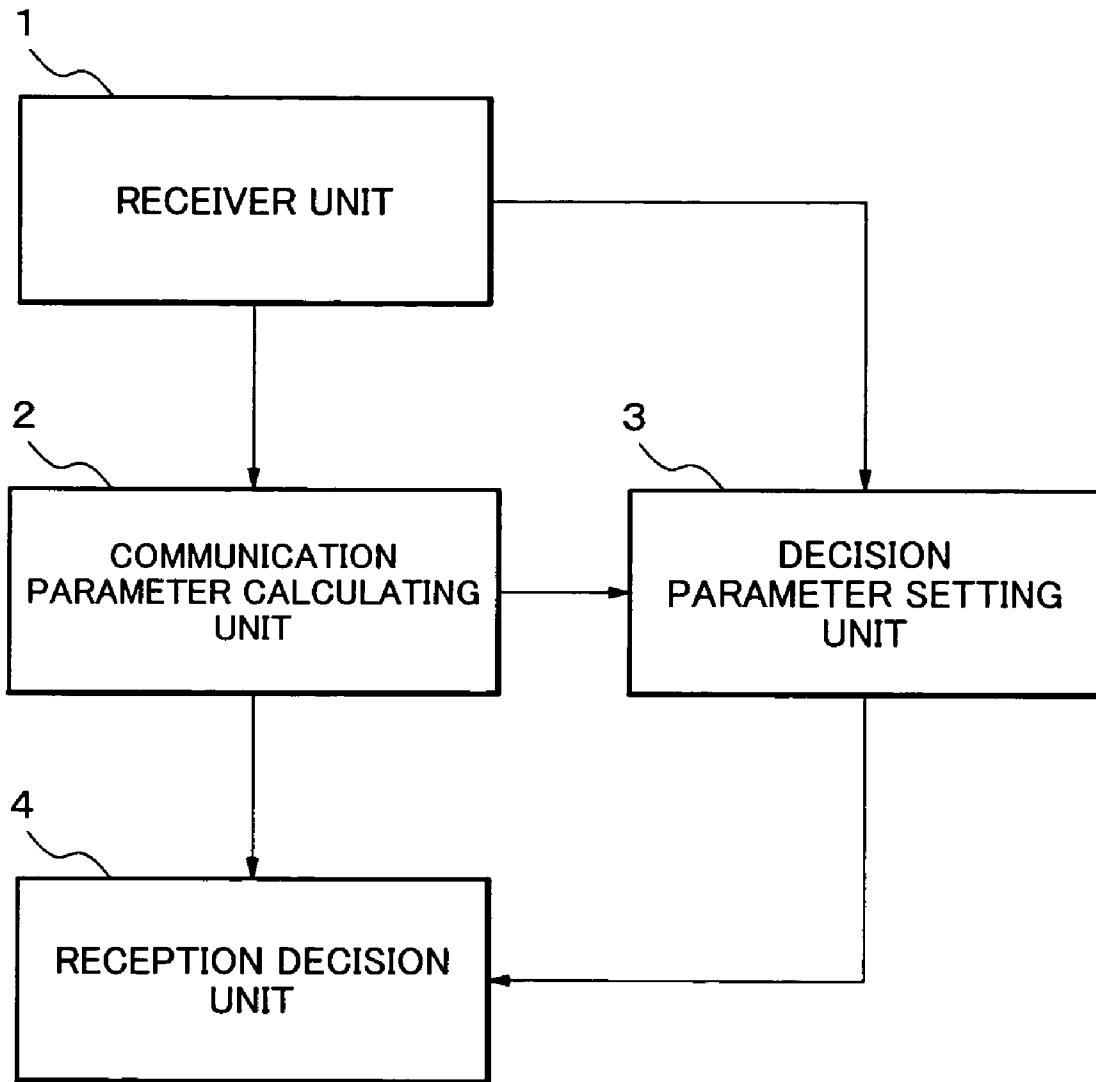 1
RECEIVER UNIT
2
COMMUNICATION
PARAMETER CALCULATING
UNIT
3
DECISION
PARAMETER SETTING
UNIT
4
RECEPTION DECISION
UNIT